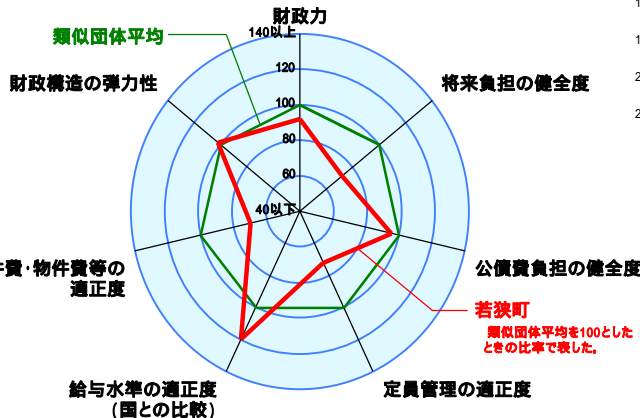 財政力
140以上
類似団体平均
120
財政構造の弾力性
将来負担の健全度
100
80
60
40以下
件費・物件費等の
適正度
公債費負担の健全度
若狭町
類似団体平均を100とした
ときの比率で表した。
給与水準の適正度
(国との比較)
定員管理の適正度
1
1
2
2